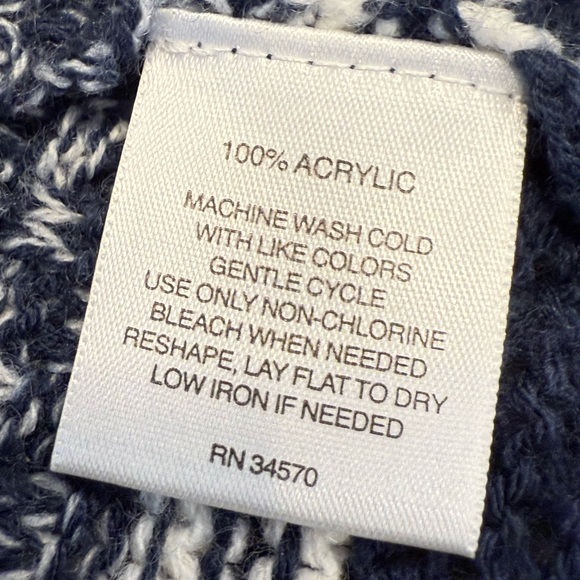 100% ACRYLIC
MACHINE WASH COLD
WITH LIKE COLORS
GENTLE CYCLE
USE ONLY NON-CHLORINE
BLEACH WHEN NEEDED
RESHAPE, LAY FLAT TO DRY
LOW IRON IF NEEDED
RN 34570